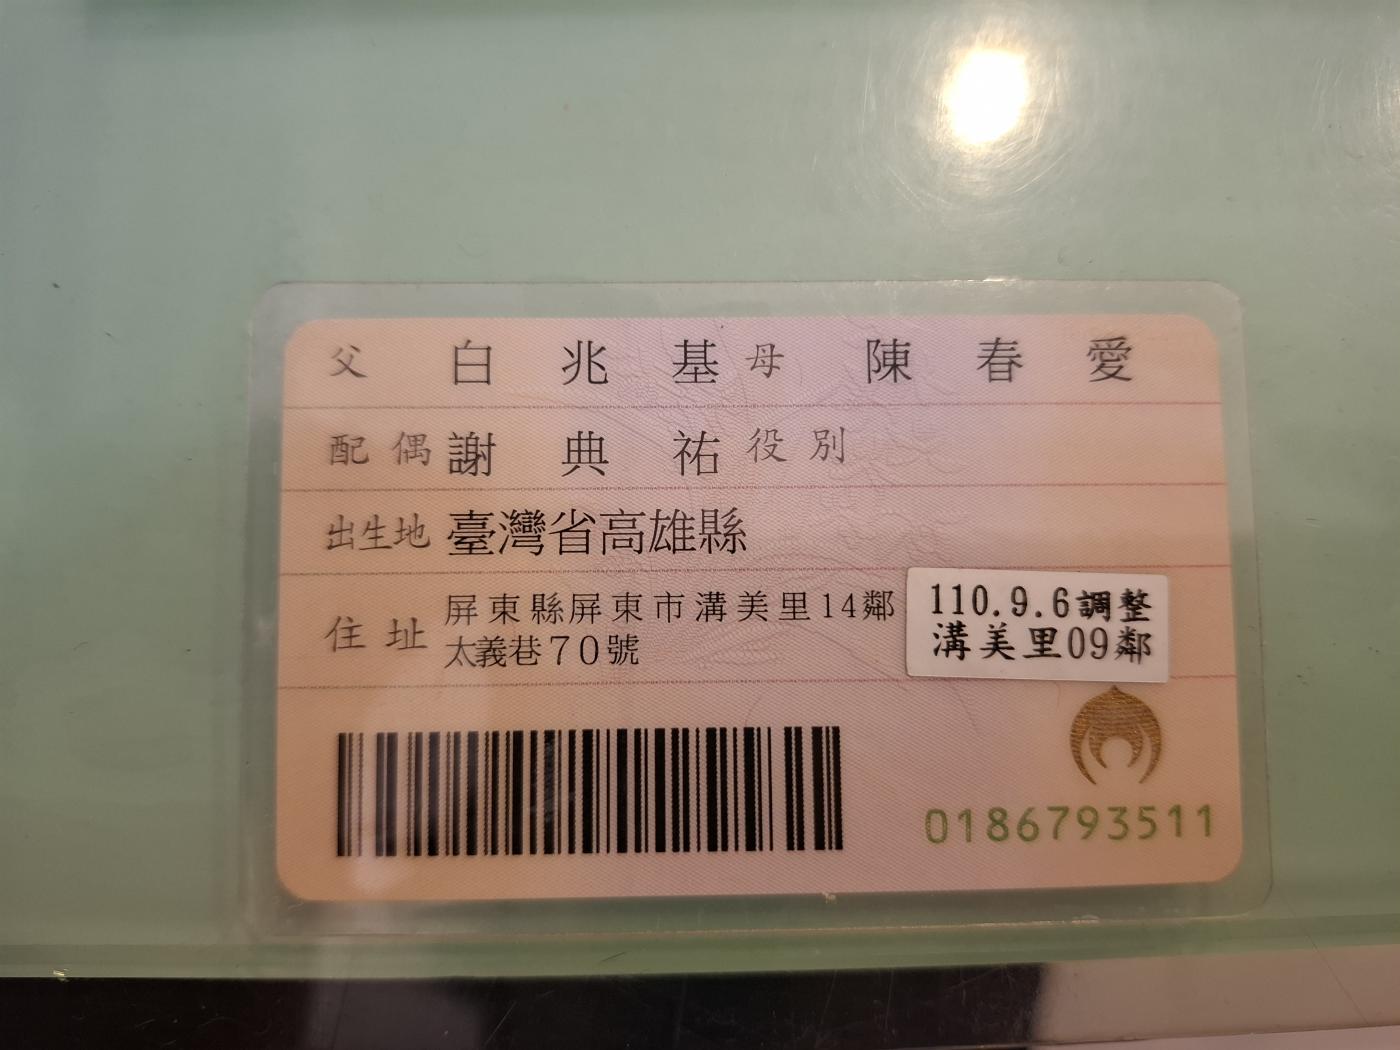 父 白兆基 母 陳春愛
配偶 謝典祐 役別
出生地 臺灣省高雄縣
住址 屏東縣屏東市溝美里14鄰
太義巷70號
110.9.6調整
溝美里09鄰
0186793511